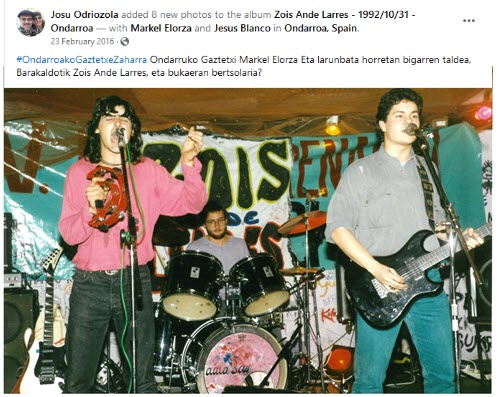 Josu Odriozola added 8 new photos to the album Zois Ande Larres - 1992/10/31 -
Ondarroa — with Markel Elorza and Jesus Blanco in Ondarroa, Spain.
23 February 2016 ·
#OndarroakoGaztetxeZaharra Ondarruko Gaztetxi Markel Elorza Eta larunbata horretan bigarren taldea,
Barakaldotik Zois Ande Larres, eta bukaeran bertsolaria?
ZOIS
DE